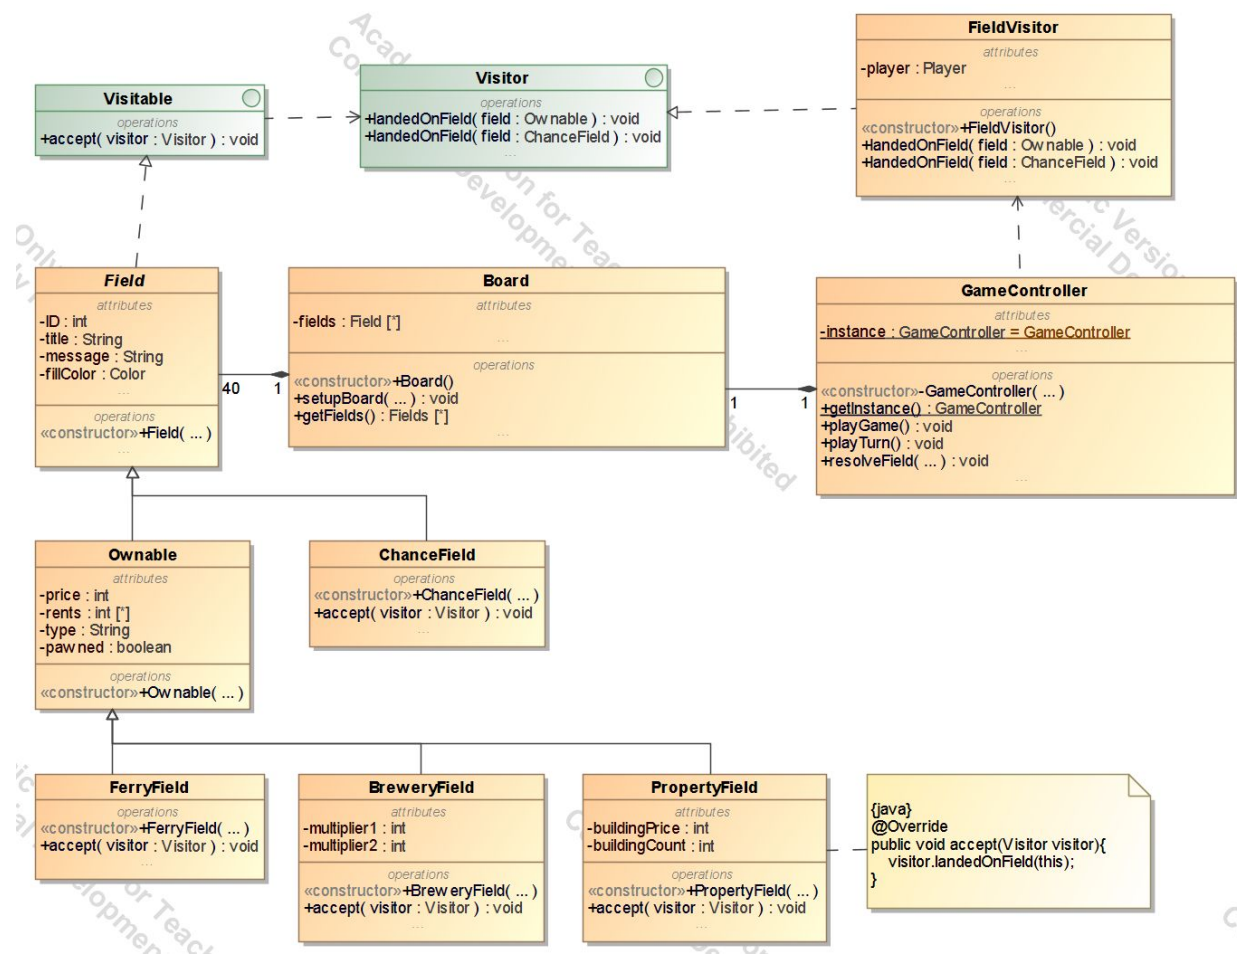 Visitable
operations
+accept( visitor : Visitor ) : void
Visitor
operations
+landedOnField( field : Ownable ) : void
+landedOnField( field : ChanceField ) : void
...
FieldVisitor
attributes
-player : Player
...
operations
«constructor»+FieldVisitor()
+landedOnField( field : Ownable ) : void
+landedOnField( field : ChanceField ) : void
...
Field
attributes
-ID : int
-title : String
-message : String
-fillColor : Color
...
operations
«constructor»+Field( ... )
...
40
1
Board
attributes
-fields : Field [*]
...
operations
«constructor»+Board()
+setupBoard( ... ) : void
+getFields() : Fields [*]
...
1
1
GameController
attributes
-instance : GameController = GameController
...
operations
«constructor»-GameController( ... )
+getInstance() : GameController
+playGame() : void
+playTurn() : void
+resolveField( ... ) : void
...
Ownable
attributes
-price : int
-rents : int [*]
-type : String
-pawned : boolean
operations
«constructor»+Ownable( ... )
ChanceField
operations
«constructor»+ChanceField( ... )
+accept( visitor : Visitor ) : void
...
FerryField
operations
«constructor»+FerryField( ... )
+accept( visitor : Visitor ) : void
...
BreweryField
attributes
-multiplier1 : int
-multiplier2 : int
operations
«constructor»+BreweryField( ... )
+accept( visitor : Visitor ) : void
...
PropertyField
attributes
-buildingPrice : int
-buildingCount : int
operations
«constructor»+PropertyField( ... )
+accept( visitor : Visitor ) : void
...
{java}
@Override
public void accept(Visitor visitor){
visitor.landedOnField(this);
}